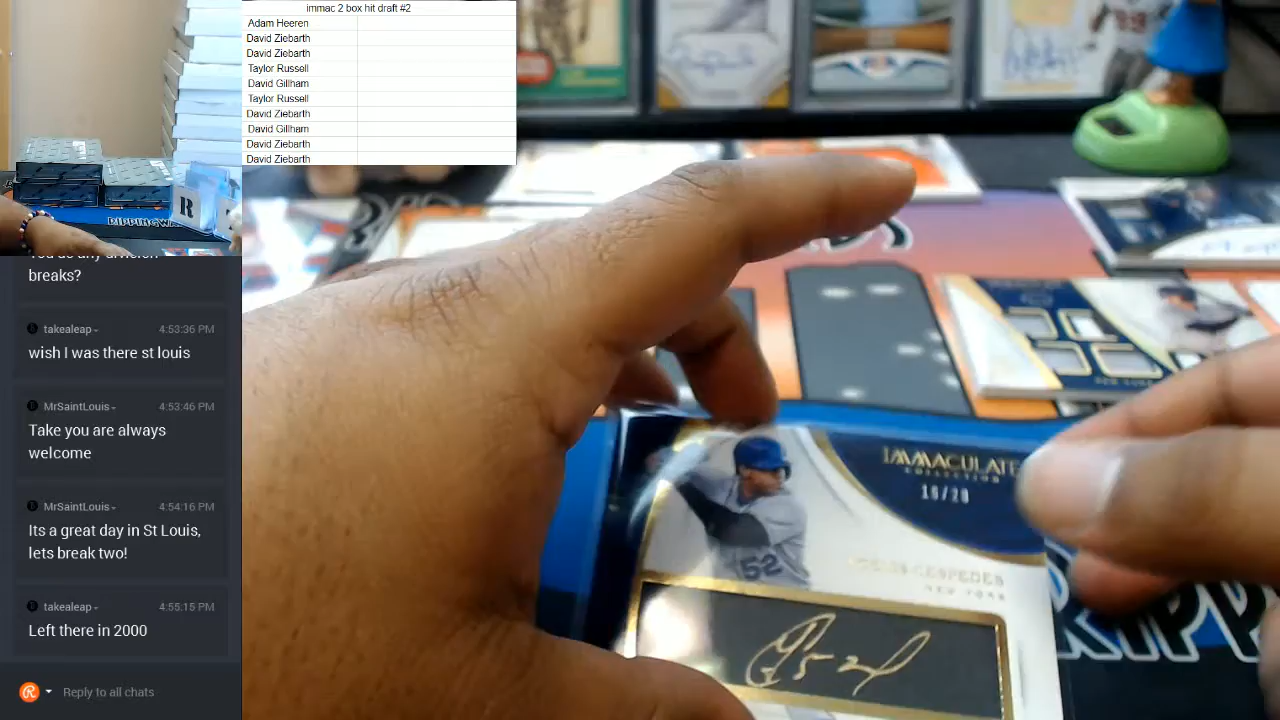 immac 2 box hit draft #2
Adam Heeren
David Ziebarth
David Ziebarth
Taylor Russell
David Gillham
Taylor Russell
David Ziebarth
David Gillham
David Ziebarth
David Ziebarth
R
breaks?
takealeap
4:53:36 PM
wish I was there st louis
MrSaintLouis
4:53:46 PM
Take you are always
welcome
MrSaintLouis
4:54:16 PM
Its a great day in St Louis,
lets break two!
takealeap
4:55:15 PM
Left there in 2000
Reply to all chats
IMMACULATE
COLLECTION
CESPEDES
NEW YORK
52